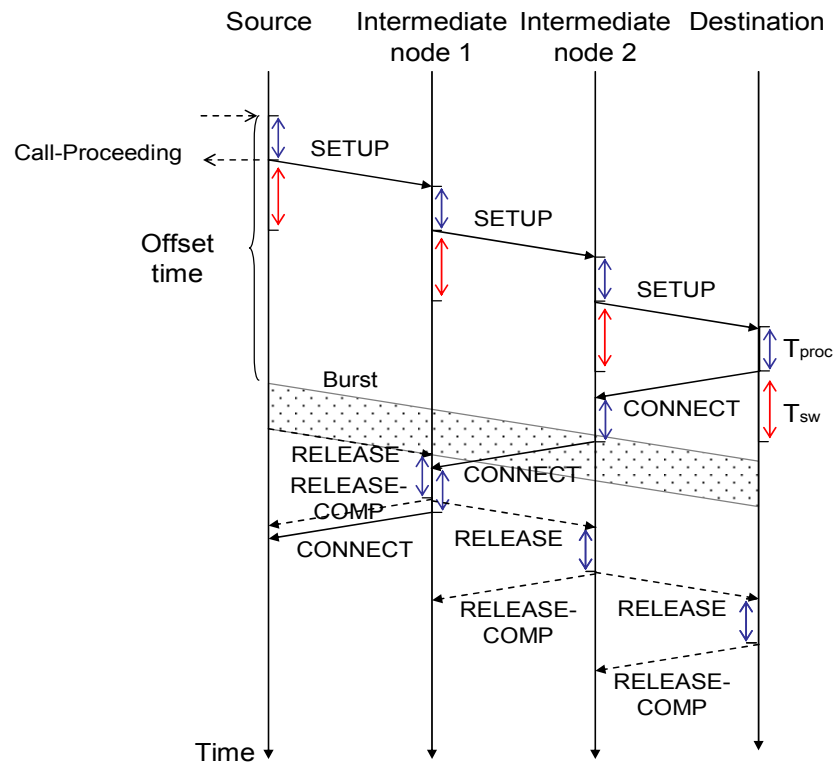 Source
Intermediate
node 1
Intermediate
node 2
Destination
Call-Proceeding
SETUP
SETUP
Offset
time
SETUP
Tproc
Burst
CONNECT
Tsw
RELEASE
CONNECT
RELEASE-
COMP
CONNECT
RELEASE
RELEASE-
COMP
RELEASE
RELEASE-
COMP
Time